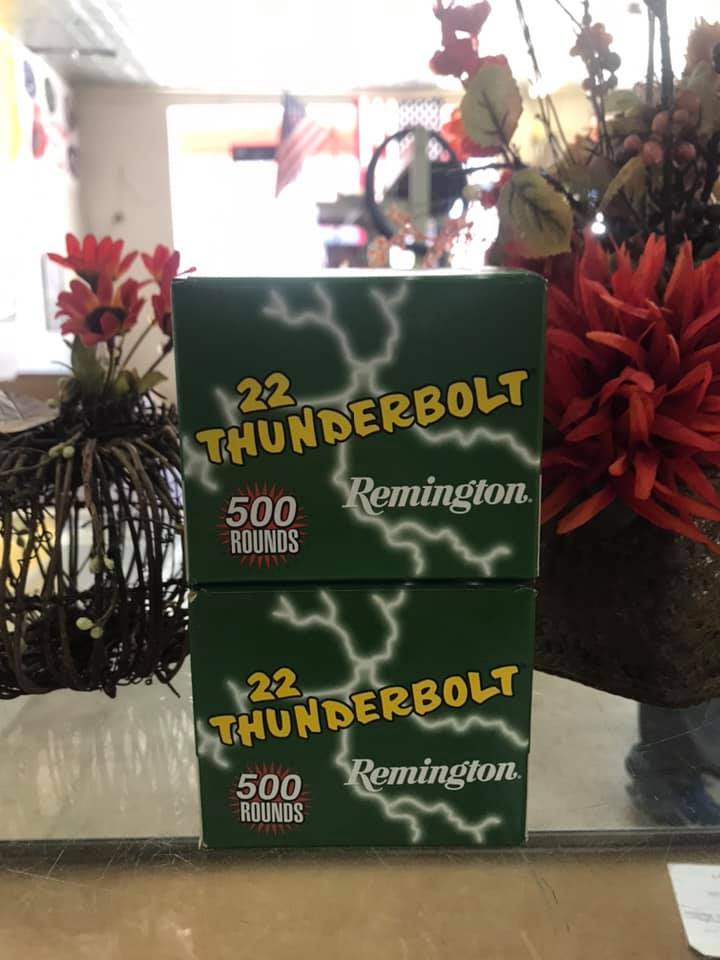 22
THUNDERBOLT
Remington.
500
ROUNDS
22
THUNDERBOLT
Remington.
500
ROUNDS